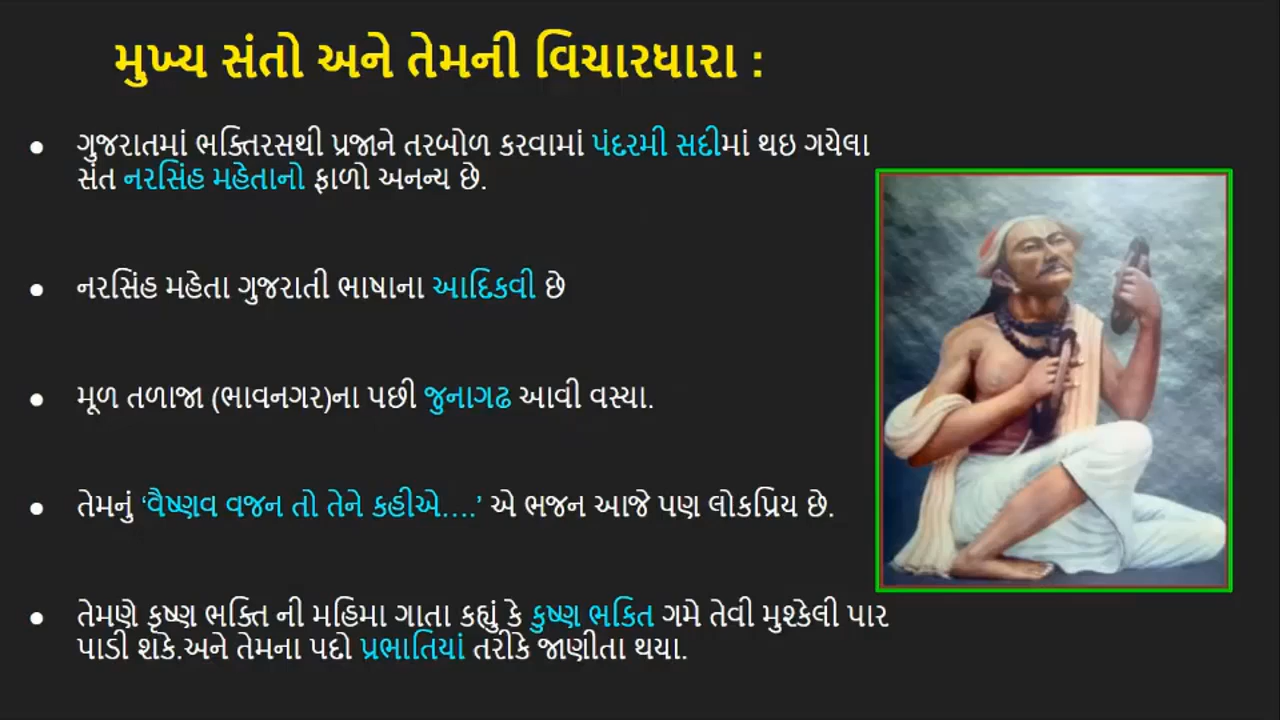 મુખ્ય સંતો અને તેમની વિચારધારા :
● ગુજરાતમાં ભક્તિરસથી પ્રજાને તરબોળ કરવામાં પંદરમી સદીમાં થઇ ગયેલા
સંત નરસિંહ મહેતાનો ફાળો અનન્ય છે.
● નરસિંહ મહેતા ગુજરાતી ભાષાના આદિકવી છે
● મૂળ તળાજા (ભાવનગર)ના પછી જુનાગઢ આવી વસ્યા.
● તેમનું ‘વૈષ્ણવ વજન તો તેને કહીએ....’ એ ભજન આજે પણ લોકપ્રિય છે.
● તેમણે કૃષ્ણ ભક્તિ ની મહિમા ગાતા કહ્યું કે કુષ્ણ ભકિત ગમે તેવી મુશ્કેલી પાર
પાડી શકે.અને તેમના પદો પ્રભાતિયાં તરીકે જાણીતા થયા.